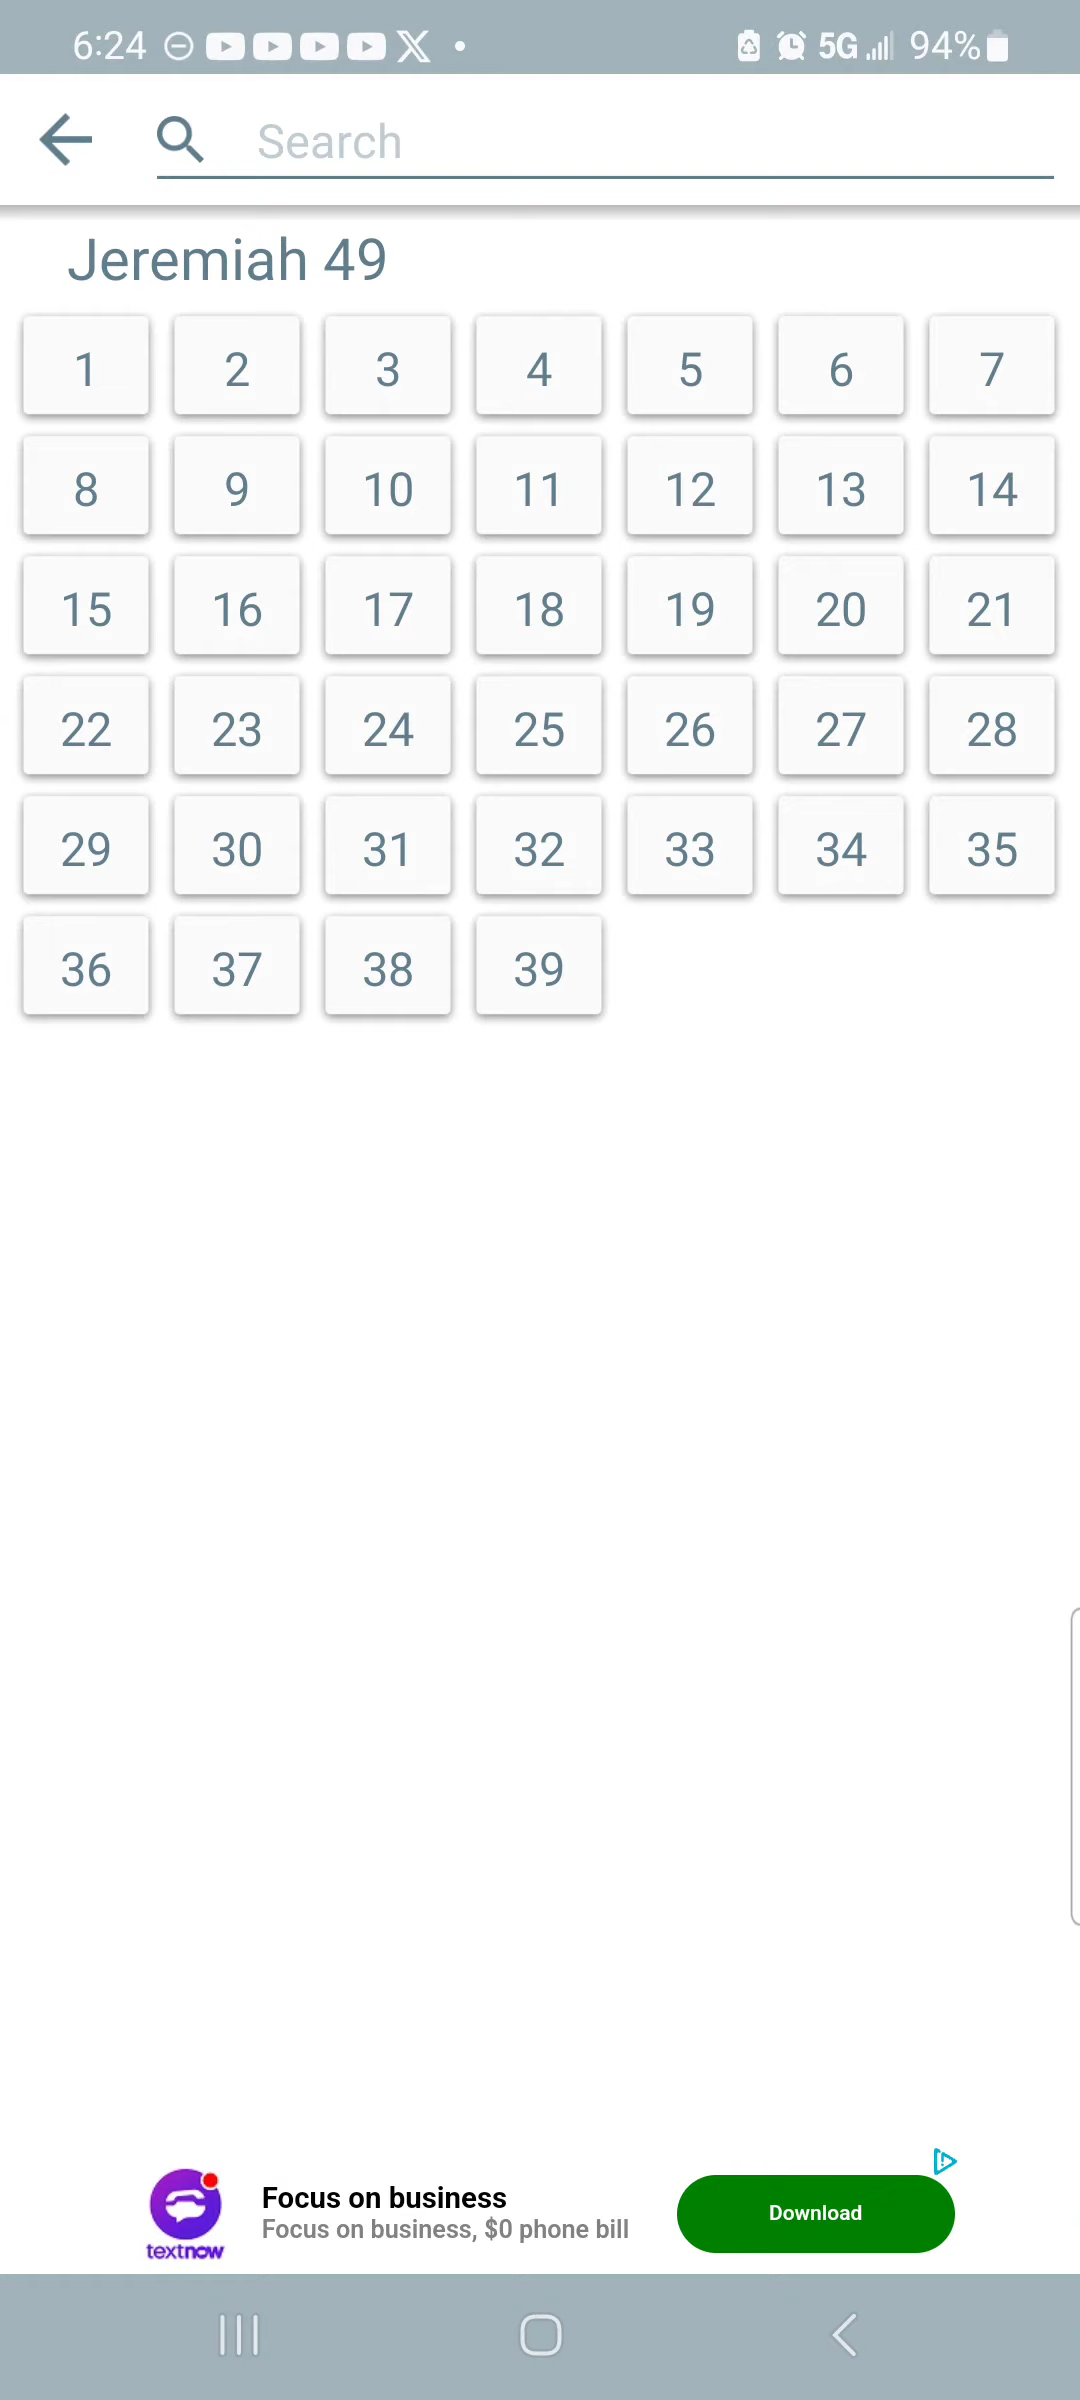 6:24 5G 94%
Search
Jeremiah 49
1 2 3 4 5 6 7
8 9 10 11 12 13 14
15 16 17 18 19 20 21
22 23 24 25 26 27 28
29 30 31 32 33 34 35
36 37 38 39
Focus on business
Focus on business, $0 phone bill
Download
textnow